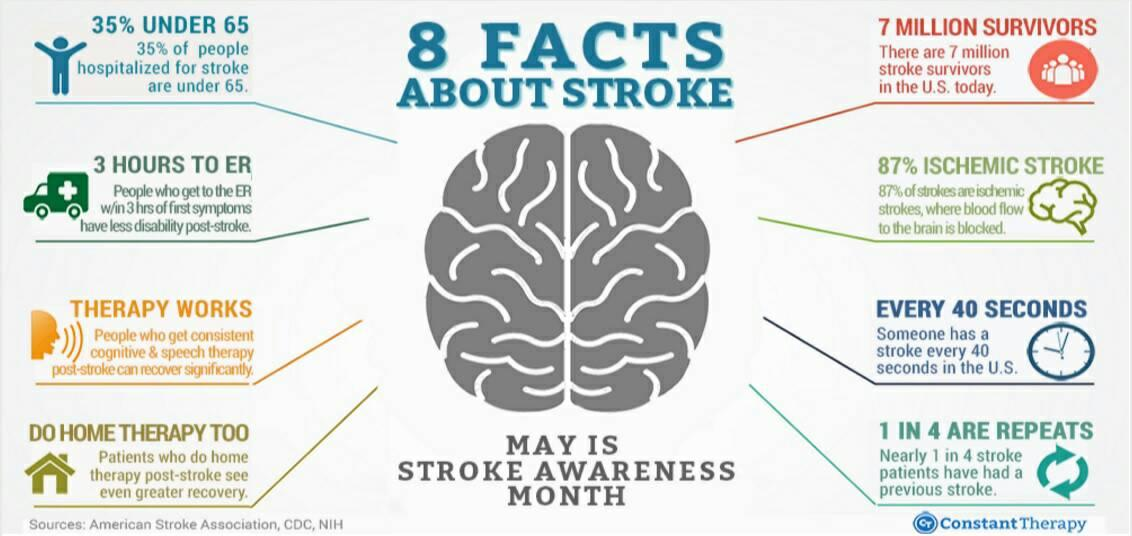 8 FACTS
ABOUT STROKE
35% UNDER 65
35% of people
hospitalized for stroke
are under 65.
3 HOURS TO ER
People who get to the ER
w/in 3 hrs of first symptoms
have less disability post-stroke.
THERAPY WORKS
People who get consistent
cognitive & speech therapy
post-stroke can recover significantly.
DO HOME THERAPY TOO
Patients who do home
therapy post-stroke see
even greater recovery.
7 MILLION SURVIVORS
There are 7 million
stroke survivors
in the U.S. today.
87% ISCHEMIC STROKE
87% of strokes are ischemic
strokes, where blood flow
to the brain is blocked.
EVERY 40 SECONDS
Someone has a
stroke every 40
seconds in the U.S.
1 IN 4 ARE REPEATS
Nearly 1 in 4 stroke
patients have had a
previous stroke.
MAY IS
STROKE AWARENESS
MONTH
Sources: American Stroke Association, CDC, NIH
CT ConstantTherapy